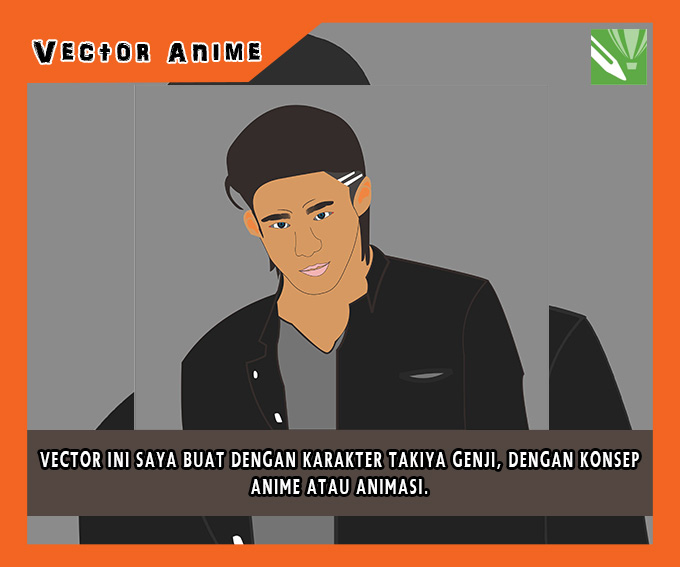 Vector Anime
VECTOR INI SAYA BUAT DENGAN KARAKTER TAKIYA GENJI, DENGAN KONSEP
ANIME ATAU ANIMASI.